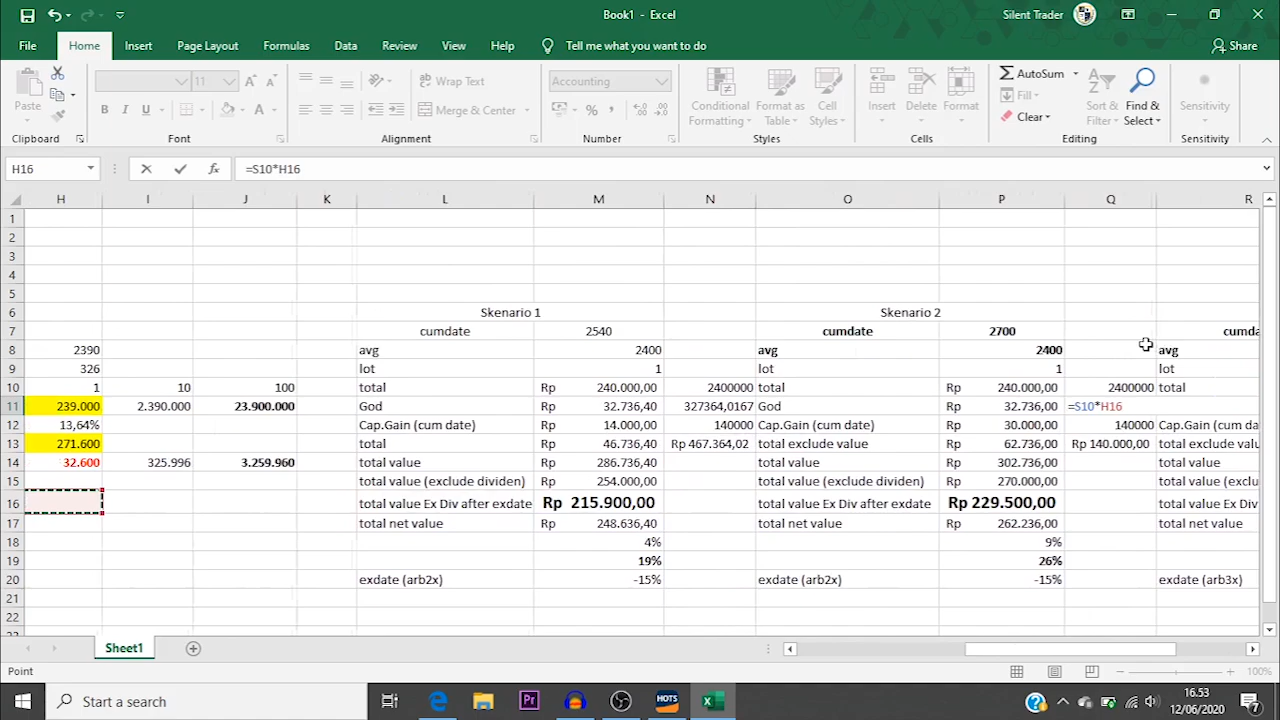 Book1 - Excel
Silent Trader
File Home Insert Page Layout Formulas Data Review View Help Tell me what you want to do Share
11 Wrap Text Accounting AutoSum
Paste Fill
B I U A Merge & Center % Conditional Formatting Format as Table Cell Styles Insert Delete Format Clear Sort & Filter Find & Select Sensitivity
Clipboard Font Alignment Number Styles Cells Editing Sensitivity
H16 fx =S10*H16
H I J K L M N O P Q R
1
2
3
4
5
6 Skenario 1 Skenario 2
7 cumdate 2540 cumdate 2700 cumda
8 2390 avg 2400 avg 2400 avg
9 326 lot 1 lot 1 lot
10 1 10 100 total Rp 240.000,00 2400000 total Rp 240.000,00 2400000 total
11 239.000 2.390.000 23.900.000 God Rp 32.736,40 327364,0167 God Rp 32.736,00 =S10*H16 God
12 13,64% Cap.Gain (cum date) Rp 14.000,00 140000 Cap.Gain (cum date) Rp 30.000,00 140000 Cap.Gain (cum
13 271.600 total Rp 46.736,40 Rp 467.364,02 total exclude value Rp 62.736,00 Rp 140.000,00 total exclude valu
14 32.600 325.996 3.259.960 total value Rp 286.736,40 total value Rp 302.736,00 total value
15 total value (exclude dividen) Rp 254.000,00 total value (exclude dividen) Rp 270.000,00 total value (exclu
16 total value Ex Div after exdate Rp 215.900,00 total value Ex Div after exdate Rp 229.500,00 total value Ex Div
17 total net value Rp 248.636,40 total net value Rp 262.236,00 total net value
18 4% 9%
19 19% 26%
20 exdate (arb2x) -15% exdate (arb2x) -15% exdate (arb3x)
21
22
Sheet1
Point 100%
Start a search Pr HOTS 16.53
12/06/2020 7